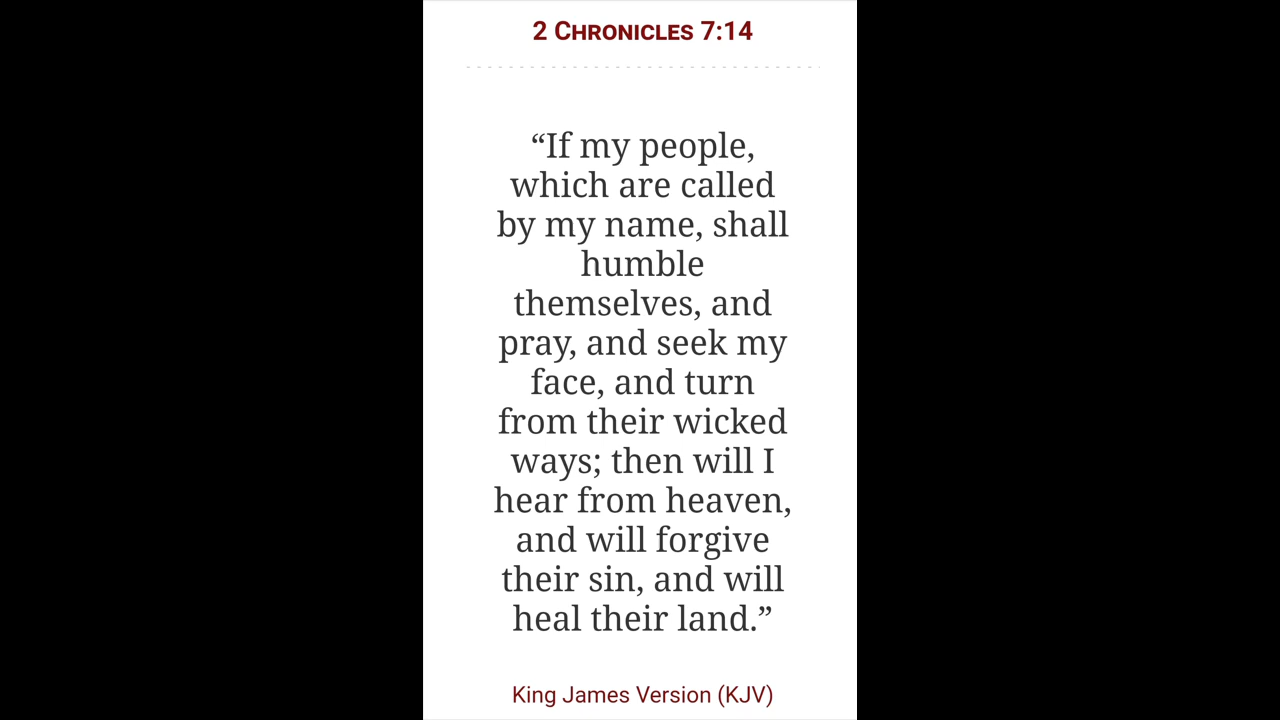 2 Chronicles 7:14
“If my people,
which are called
by my name, shall
humble
themselves, and
pray, and seek my
face, and turn
from their wicked
ways; then will I
hear from heaven,
and will forgive
their sin, and will
heal their land.”
King James Version (KJV)